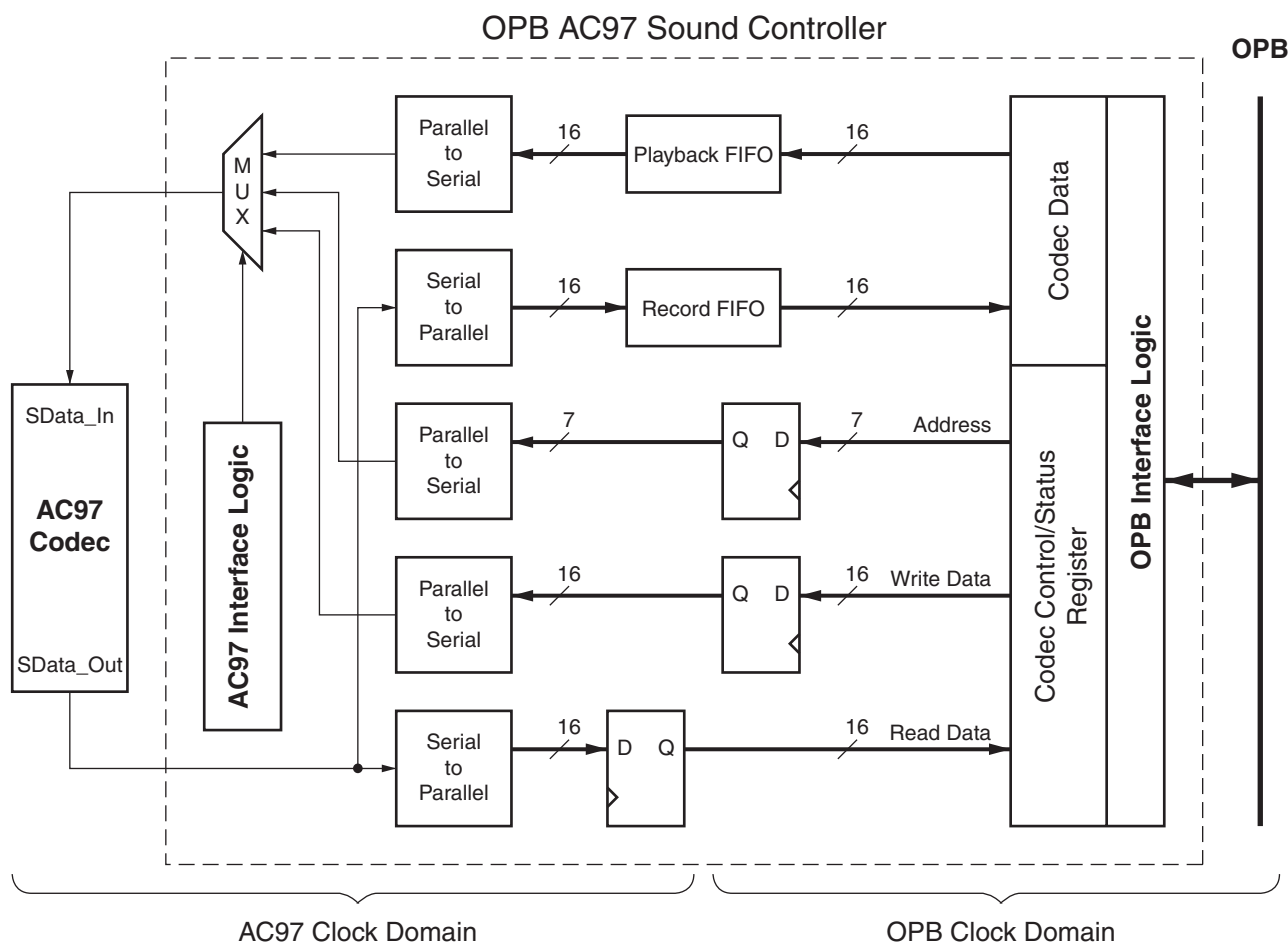 OPB AC97 Sound Controller
OPB
M
U
X
Parallel
to
Serial
16
Playback FIFO
16
Codec Data
Serial
to
Parallel
16
Record FIFO
16
OPB Interface Logic
SData_In
AC97
Codec
SData_Out
AC97 Interface Logic
Parallel
to
Serial
7
Q D
7
Address
Codec Control/Status
Register
Parallel
to
Serial
16
Q D
16
Write Data
Serial
to
Parallel
16
D Q
16
Read Data
AC97 Clock Domain
OPB Clock Domain